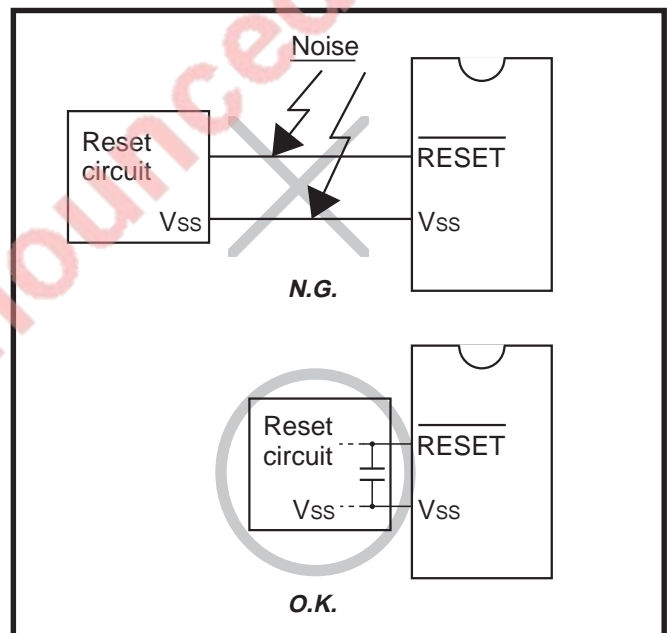 Noise
Reset
circuit
RESET
Vss
Vss
N.G.
Reset
circuit
RESET
Vss
Vss
O.K.